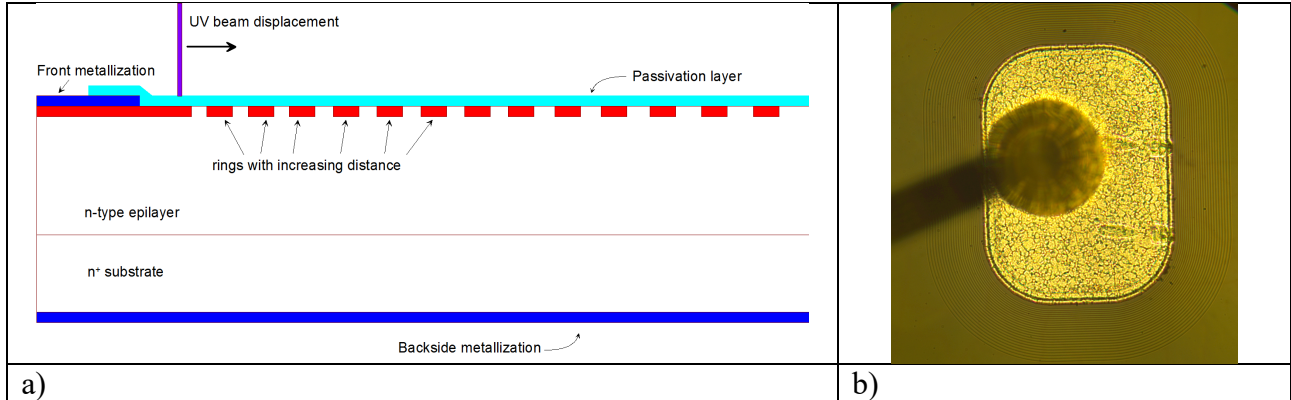 UV beam displacement
Front metallization
Passivation layer
rings with increasing distance
n-type epilayer
n⁺ substrate
Backside metallization
a)
b)